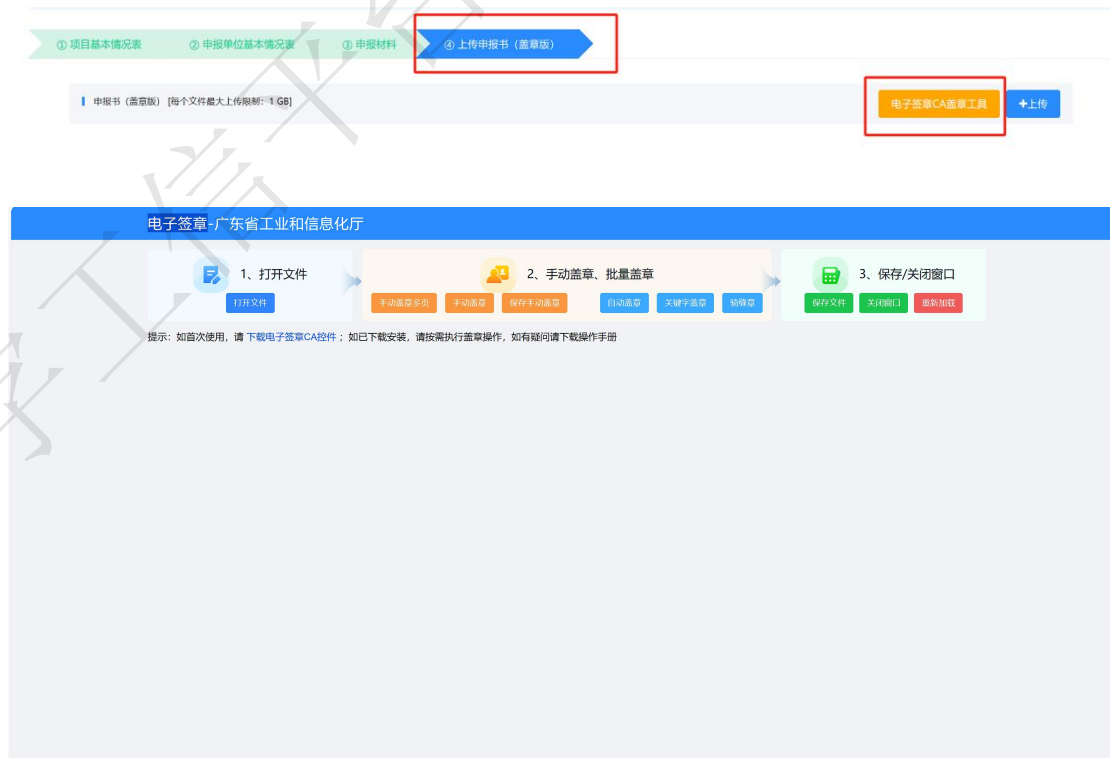 ① 项目基本情况表 ② 申报单位基本情况表 ③ 申报材料 ④ 上传申报书（盖章版）
申报书（盖章版） [每个文件最大上传限制：1 GB] 电子签章CA盖章工具 +上传
电子签章-广东省工业和信息化厅
1、打开文件 2、手动盖章、批量盖章 3、保存/关闭窗口
打开文件 手动盖章多页 手动盖章 保存手动盖章 自动盖章 关键字盖章 骑缝章 保存文件 关闭窗口 重新加载
提示：如首次使用，请 下载电子签章CA控件 ；如已下载安装，请按需执行盖章操作，如有疑问请下载操作手册
字工信平台